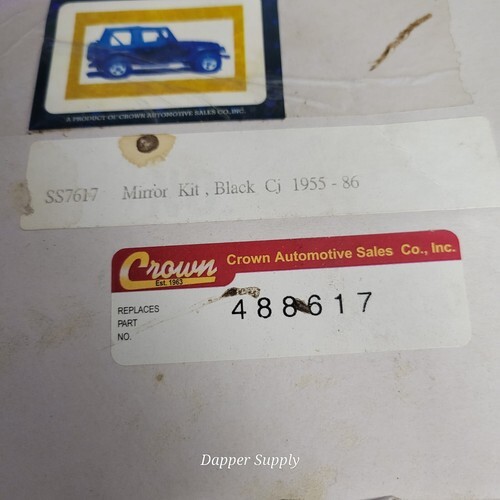 A PRODUCT OF CROWN AUTOMOTIVE SALES CO., INC.
SS7617 Mirror Kit , Black Cj 1955 - 86
Crown
Est. 1963
Crown Automotive Sales Co., Inc.
REPLACES
PART
NO.
488617
Dapper Supply